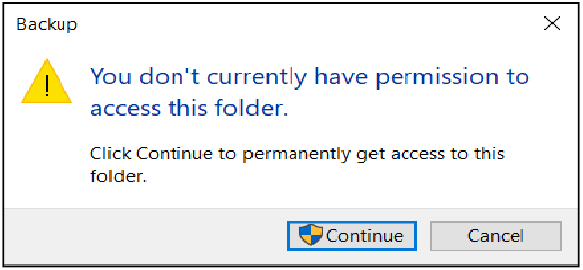 Backup
You don't currently have permission to
access this folder.
Click Continue to permanently get access to this
folder.
Continue
Cancel